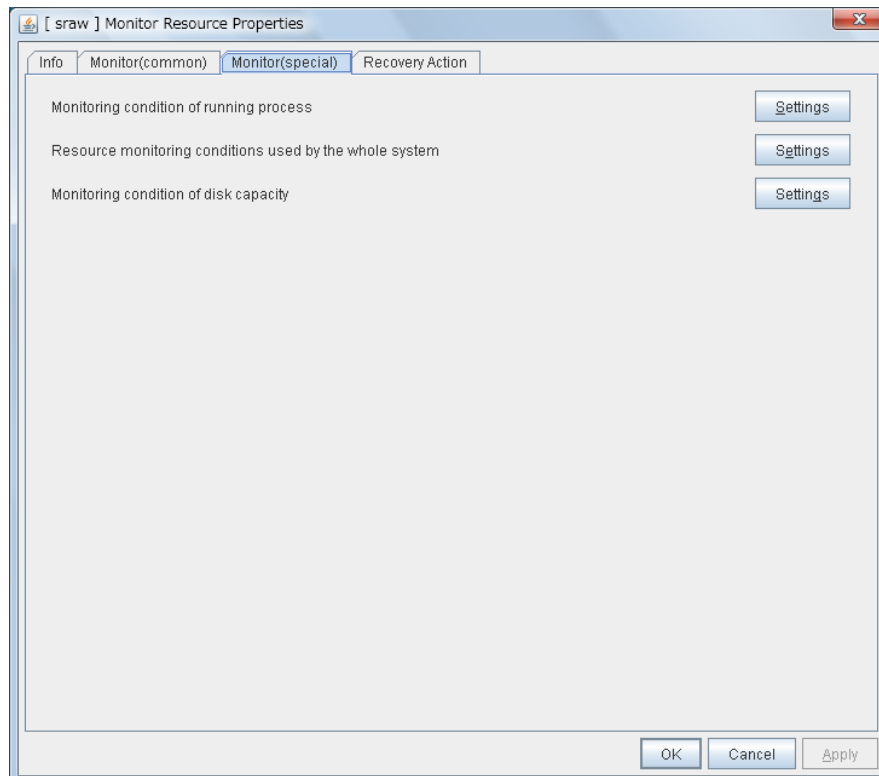 [ sraw ] Monitor Resource Properties
Info Monitor(common) Monitor(special) Recovery Action
Monitoring condition of running process Settings
Resource monitoring conditions used by the whole system Settings
Monitoring condition of disk capacity Settings
OK Cancel Apply